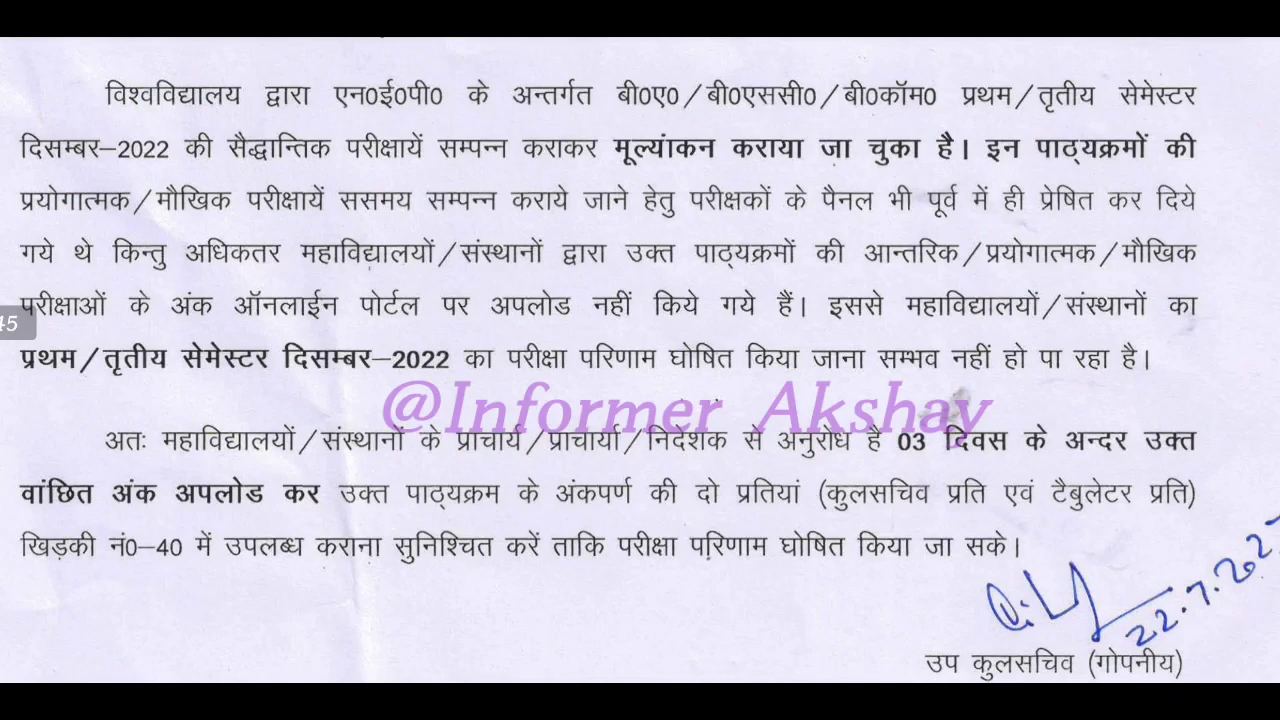 विश्वविद्यालय द्वारा एन0ई0पी0 के अन्तर्गत बी0ए0/बी0एससी0/बी0कॉम0 प्रथम/तृतीय सेमेस्टर
दिसम्बर–2022 की सैद्धान्तिक परीक्षायें सम्पन्न कराकर मूल्यांकन कराया जा चुका है। इन पाठ्यक्रमों की
प्रयोगात्मक/मौखिक परीक्षायें ससमय सम्पन्न कराये जाने हेतु परीक्षकों के पैनल भी पूर्व में ही प्रेषित कर दिये
गये थे किन्तु अधिकतर महाविद्यालयों/संस्थानों द्वारा उक्त पाठ्यक्रमों की आन्तरिक/प्रयोगात्मक/मौखिक
परीक्षाओं के अंक ऑनलाईन पोर्टल पर अपलोड नहीं किये गये हैं। इससे महाविद्यालयों/संस्थानों का
45
प्रथम/तृतीय सेमेस्टर दिसम्बर–2022 का परीक्षा परिणाम घोषित किया जाना सम्भव नहीं हो पा रहा है।
@Informer Akshay
अतः महाविद्यालयों/संस्थानों के प्राचार्य/प्राचार्या/निदेशक से अनुरोध है 03 दिवस के अन्दर उक्त
वांछित अंक अपलोड कर उक्त पाठ्यक्रम के अंकपर्ण की दो प्रतियां (कुलसचिव प्रति एवं टैबुलेटर प्रति)
खिड़की नं0–40 में उपलब्ध कराना सुनिश्चित करें ताकि परीक्षा परिणाम घोषित किया जा सके।
22.7.202
उप कुलसचिव (गोपनीय)